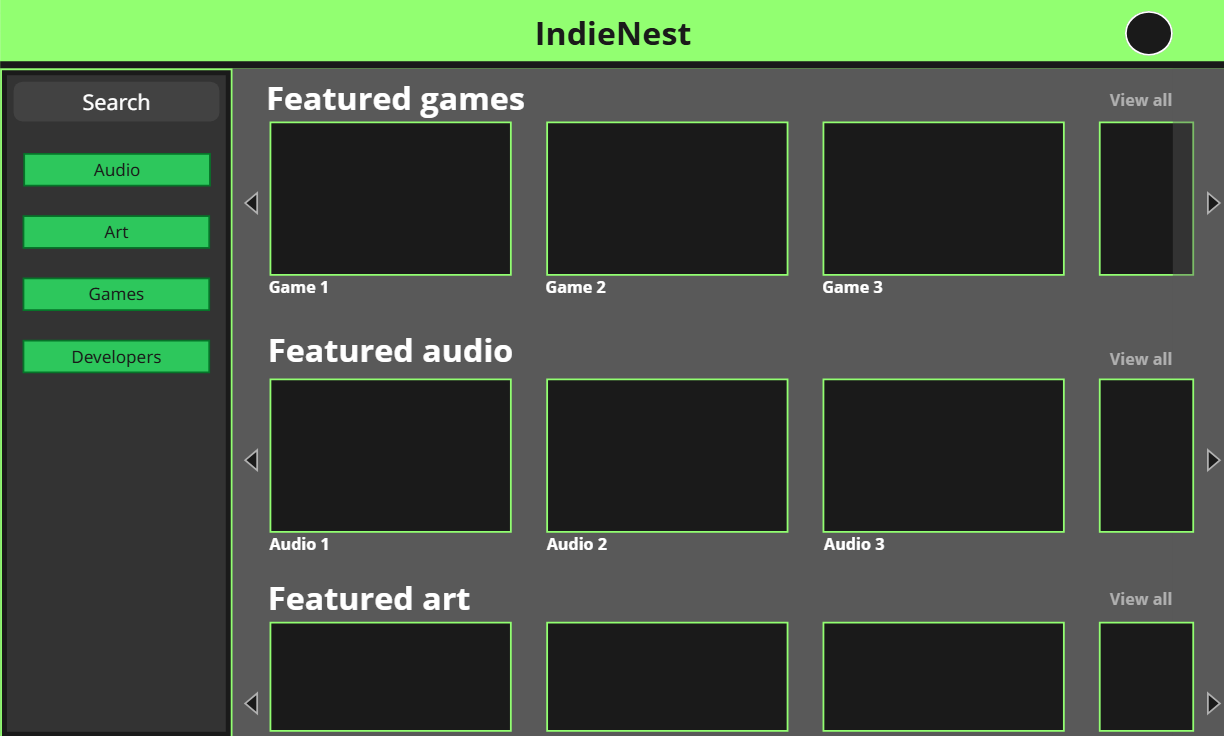 IndieNest
Search
Audio
Art
Games
Developers
Featured games
View all
Game 1
Game 2
Game 3
Featured audio
View all
Audio 1
Audio 2
Audio 3
Featured art
View all